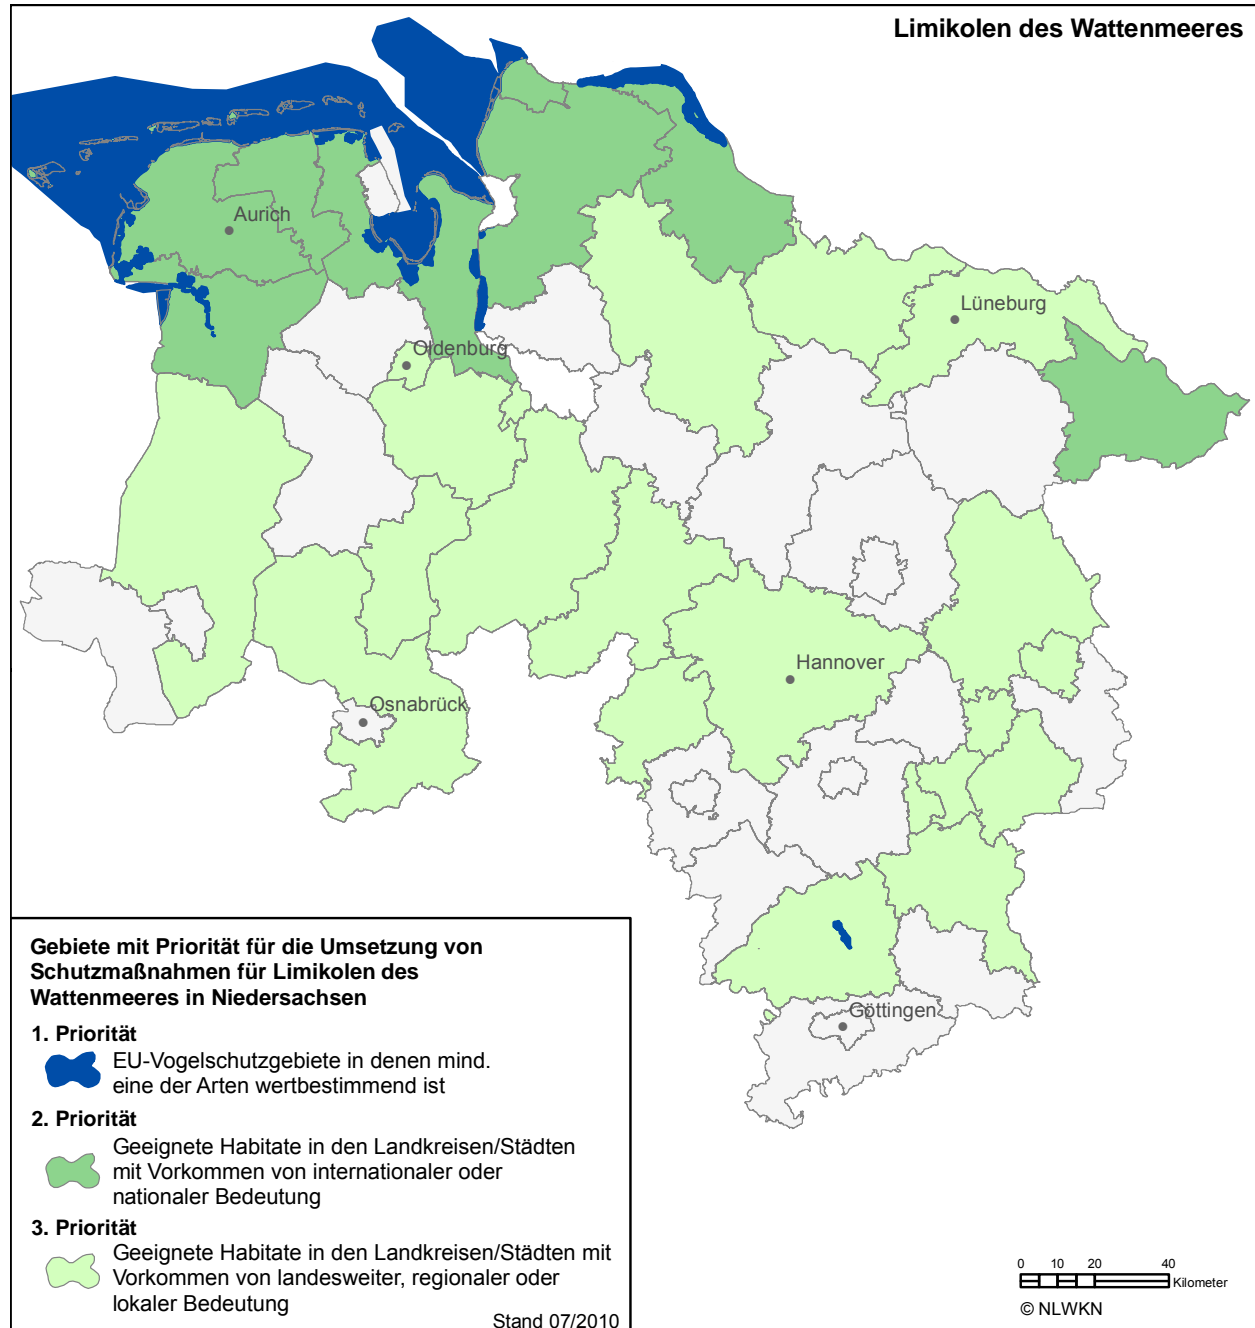 Limikolen des Wattenmeeres
Aurich
Lüneburg
Oldenburg
Hannover
Osnabrück
Göttingen
Gebiete mit Priorität für die Umsetzung von
Schutzmaßnahmen für Limikolen des
Wattenmeeres in Niedersachsen
1. Priorität
EU-Vogelschutzgebiete in denen mind.
eine der Arten wertbestimmend ist
2. Priorität
Geeignete Habitate in den Landkreisen/Städten
mit Vorkommen von internationaler oder
nationaler Bedeutung
3. Priorität
Geeignete Habitate in den Landkreisen/Städten mit
Vorkommen von landesweiter, regionaler oder
lokaler Bedeutung
Stand 07/2010
0 10 20 40
Kilometer
© NLWKN